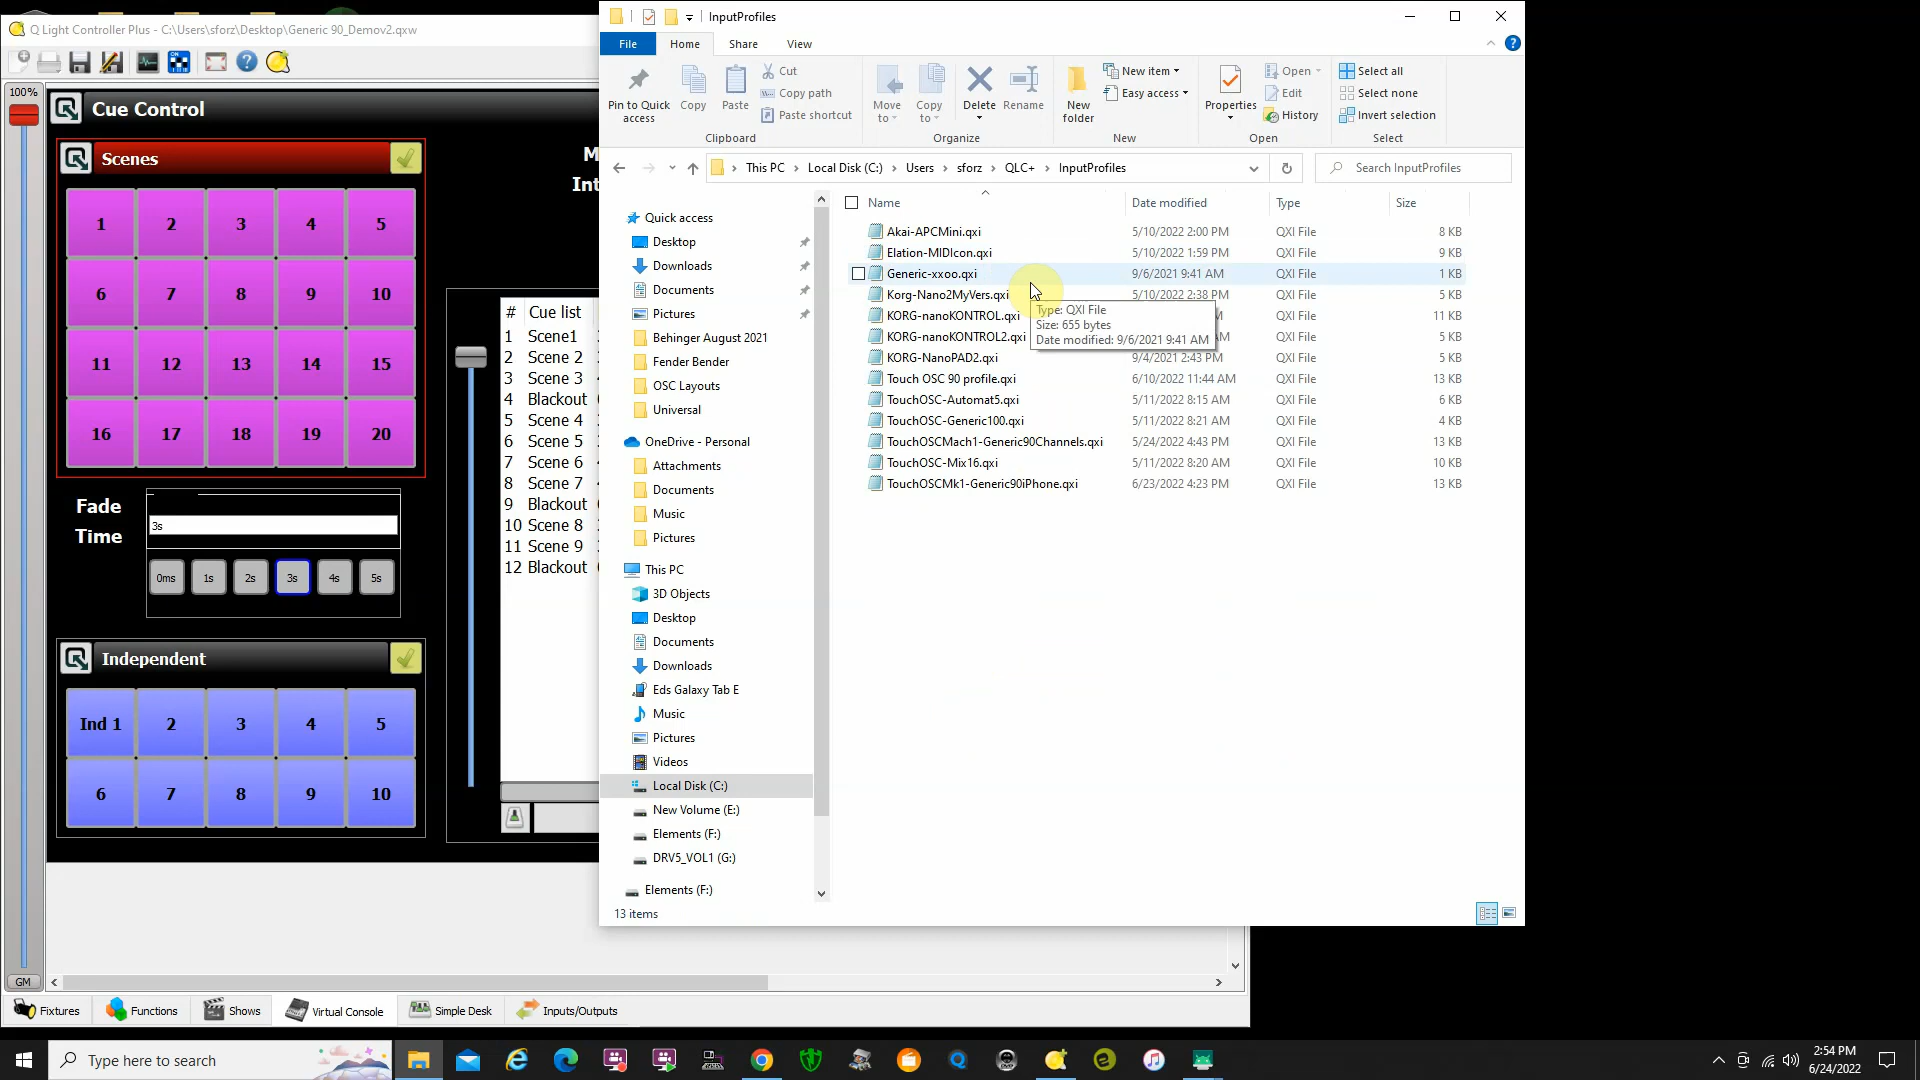 Q Light Controller Plus - C:\Users\sforz\Desktop\Generic 90_Demov2.qxw
100%
Cue Control
Scenes
1 2 3 4 5
6 7 8 9 10
11 12 13 14 15
16 17 18 19 20
Fade
Time
3s
0ms 1s 2s 3s 4s 5s
Independent
Ind 1 2 3 4 5
6 7 8 9 10
GM
M
Int
# Cue list
1 Scene1
2 Scene 2
3 Scene 3
4 Blackout
5 Scene 4
6 Scene 5
7 Scene 6
8 Scene 7
9 Blackout
10 Scene 8
11 Scene 9
12 Blackout
Fixtures Functions Shows Virtual Console Simple Desk Inputs/Outputs
InputProfiles
File Home Share View
Pin to Quick
access
Copy
Paste
Cut
Copy path
Paste shortcut
Clipboard
Move
to
Copy
to
Delete
Rename
Organize
New
folder
New item
Easy access
New
Properties
Open
Edit
History
Open
Select all
Select none
Invert selection
Select
This PC Local Disk (C:) Users sforz QLC+ InputProfiles
Search InputProfiles
Quick access
Desktop
Downloads
Documents
Pictures
Behinger August 2021
Fender Bender
OSC Layouts
Universal
OneDrive - Personal
Attachments
Documents
Music
Pictures
This PC
3D Objects
Desktop
Documents
Downloads
Eds Galaxy Tab E
Music
Pictures
Videos
Local Disk (C:)
New Volume (E:)
Elements (F:)
DRV5_VOL1 (G:)
Elements (F:)
Name Date modified Type Size
Akai-APCMini.qxi 5/10/2022 2:00 PM QXI File 8 KB
Elation-MIDIcon.qxi 5/10/2022 1:59 PM QXI File 9 KB
Generic-xxoo.qxi 9/6/2021 9:41 AM QXI File 1 KB
Korg-Nano2MyVers.qxi 5/10/2022 2:38 PM QXI File 5 KB
KORG-nanoKONTROL.qxi QXI File 11 KB
KORG-nanoKONTROL2.qxi QXI File 5 KB
KORG-NanoPAD2.qxi 9/4/2021 2:43 PM QXI File 5 KB
Touch OSC 90 profile.qxi 6/10/2022 11:44 AM QXI File 13 KB
TouchOSC-Automat5.qxi 5/11/2022 8:15 AM QXI File 6 KB
TouchOSC-Generic100.qxi 5/11/2022 8:21 AM QXI File 4 KB
TouchOSCMach1-Generic90Channels.qxi 5/24/2022 4:43 PM QXI File 13 KB
TouchOSC-Mix16.qxi 5/11/2022 8:20 AM QXI File 10 KB
TouchOSCMk1-Generic90iPhone.qxi 6/23/2022 4:23 PM QXI File 13 KB
Type: QXI File
Size: 655 bytes
Date modified: 9/6/2021 9:41 AM
13 items
Type here to search
2:54 PM
6/24/2022